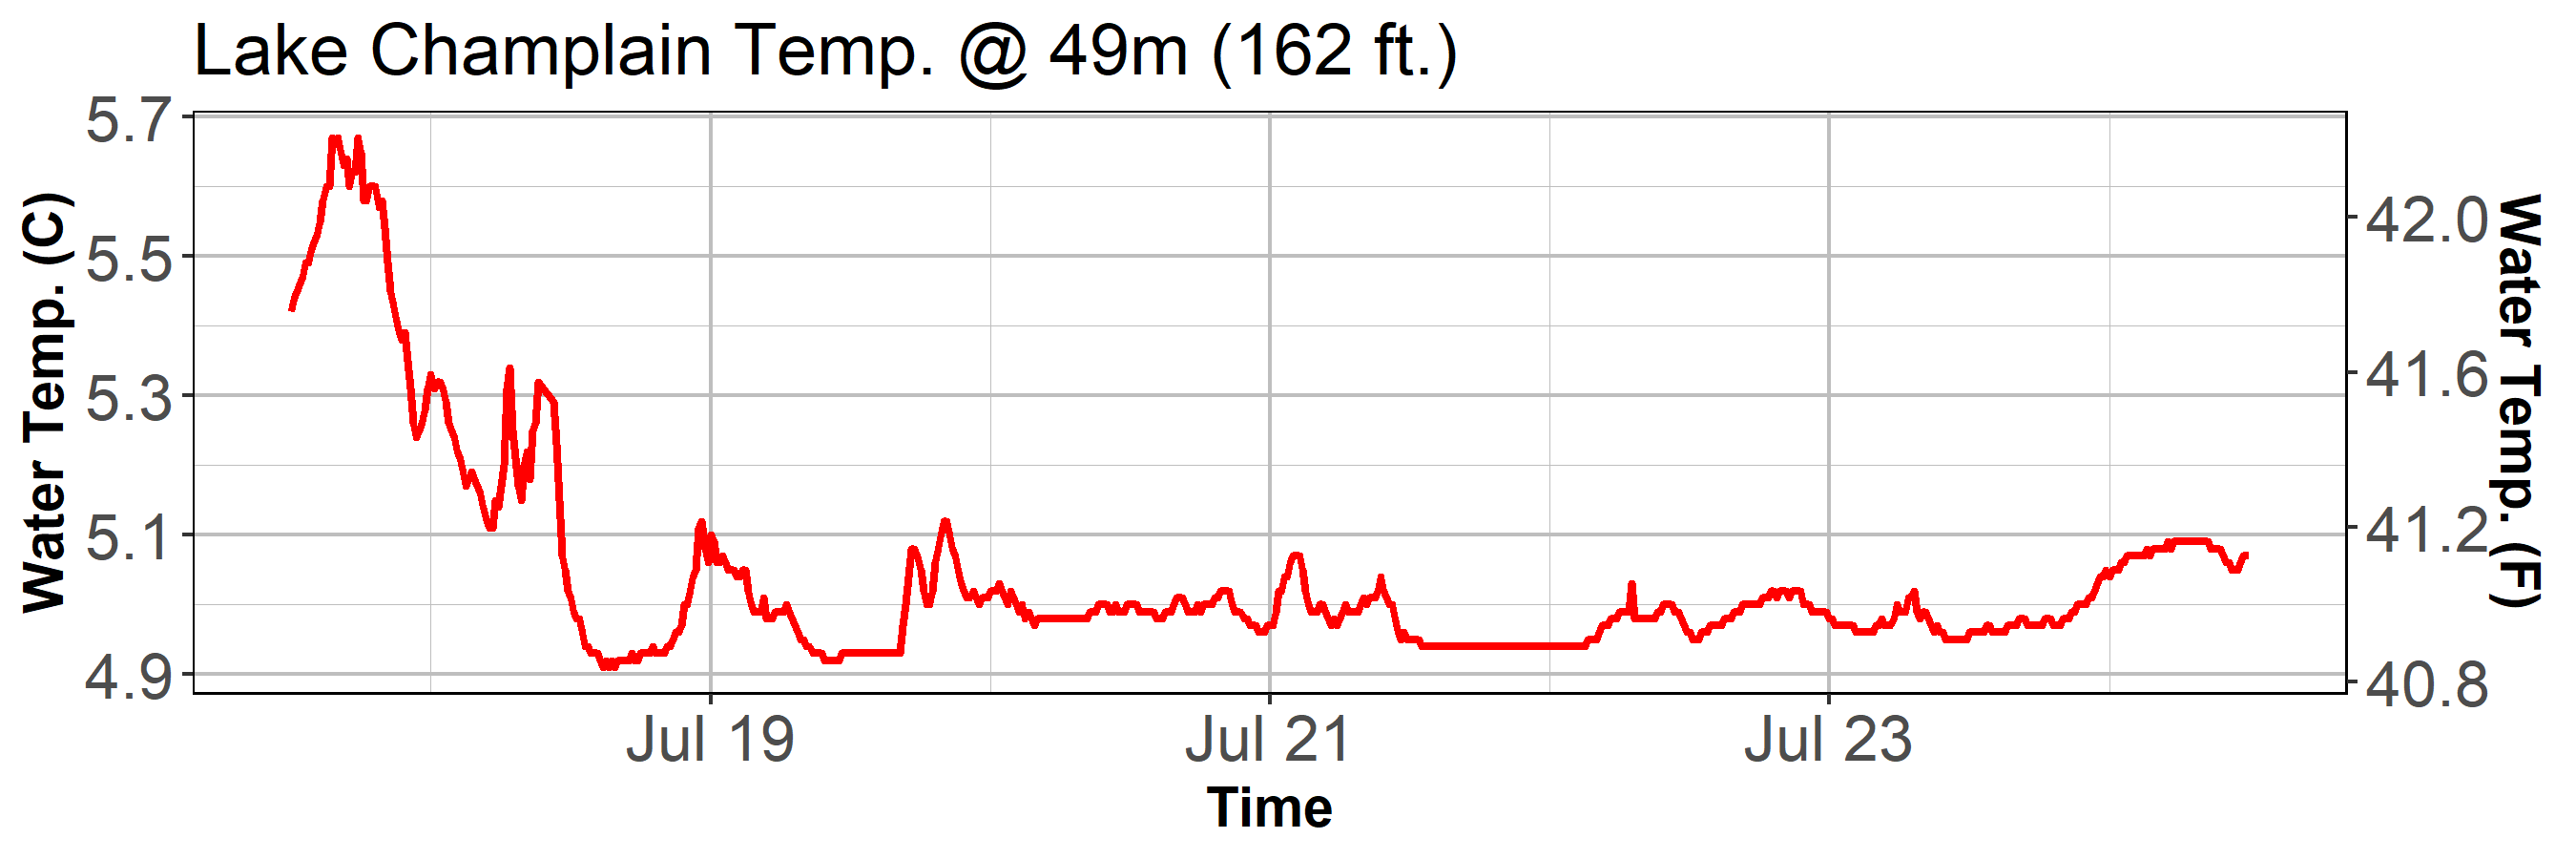 Lake Champlain Temp. @ 49m (162 ft.)
Water Temp. (C)
5.7
5.5
5.3
5.1
4.9
42.0
41.6
41.2
40.8
Water Temp. (F)
Jul 19
Jul 21
Jul 23
Time